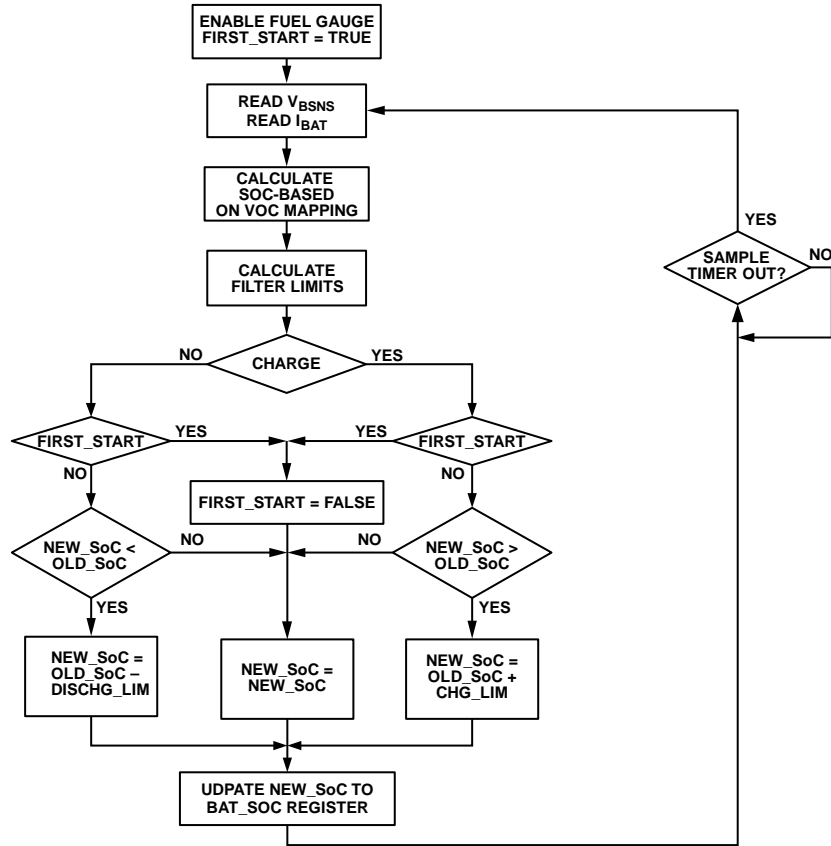 ENABLE FUEL GAUGE
FIRST_START = TRUE
READ VBSNS
READ IBAT
CALCULATE
SOC-BASED
ON VOC MAPPING
YES
SAMPLE
TIMER OUT?
NO
CALCULATE
FILTER LIMITS
NO
CHARGE
YES
FIRST_START
YES
YES
FIRST_START
NO
NO
FIRST_START = FALSE
NEW_SoC <
OLD_SoC
NO
NO
NEW_SoC >
OLD_SoC
YES
YES
NEW_SoC =
OLD_SoC –
DISCHG_LIM
NEW_SoC =
NEW_SoC
NEW_SoC =
OLD_SoC +
CHG_LIM
UDPATE NEW_SoC TO
BAT_SOC REGISTER